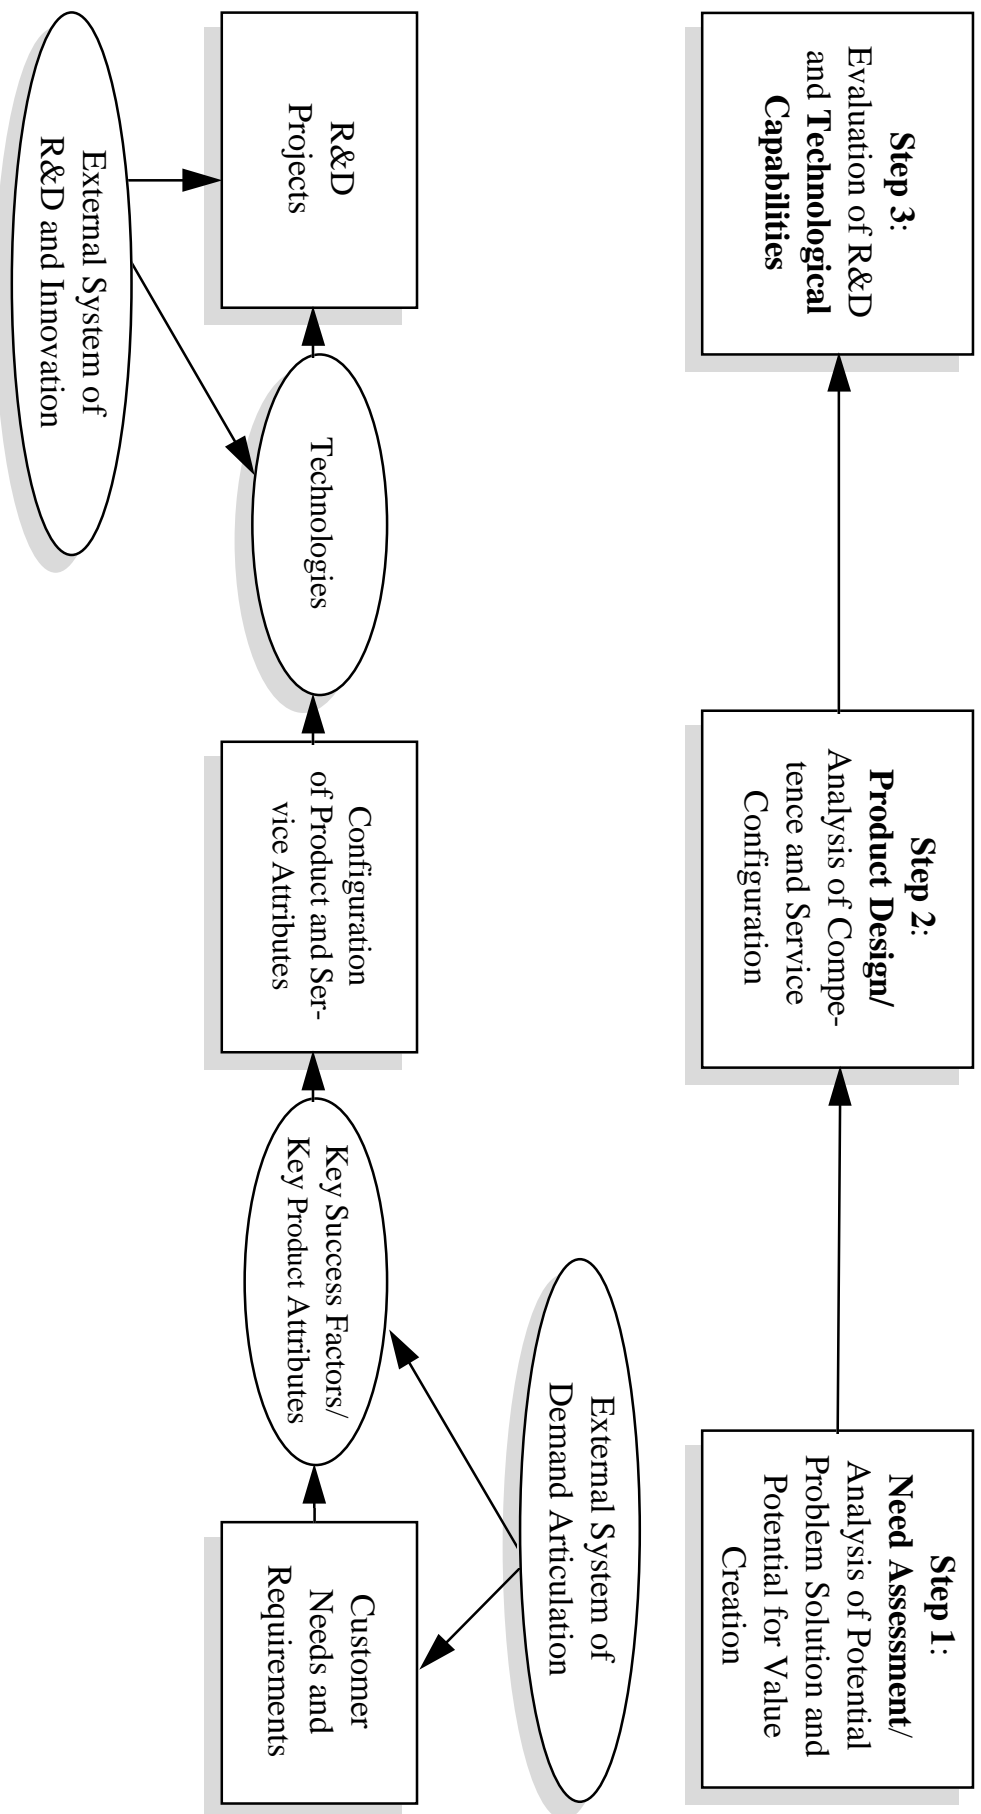 Step 3:
Evaluation of R&D
and Technological
Capabilities
Step 2:
Product Design/
Analysis of Compe-
tence and Service
Configuration
Step 1:
Need Assessment/
Analysis of Potential
Problem Solution and
Potential for Value
Creation
External System of
Demand Articulation
R&D
Projects
Technologies
Configuration
of Product and Ser-
vice Attributes
Key Success Factors/
Key Product Attributes
Customer
Needs and
Requirements
External System of
R&D and Innovation